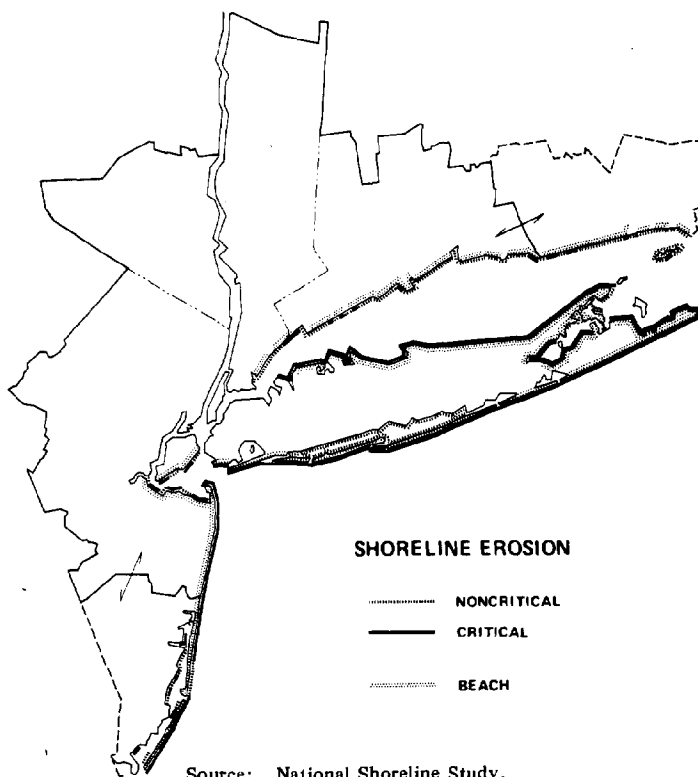 SHORELINE EROSION
NONCRITICAL
CRITICAL
BEACH
Source: National Shoreline Study.